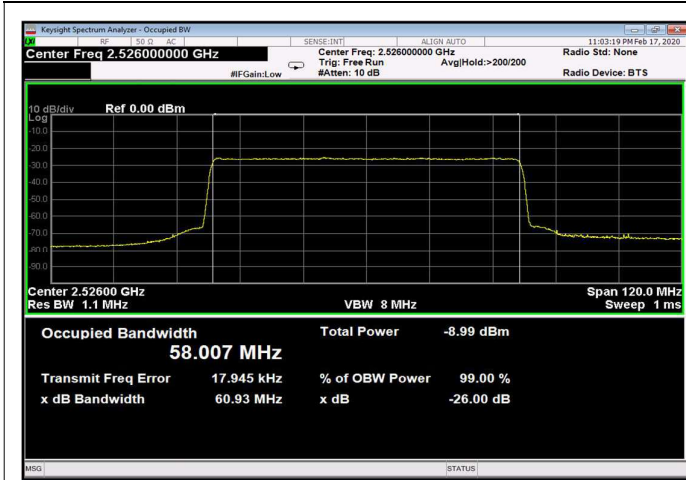 Keysight Spectrum Analyzer - Occupied BW
RF 50 Ω AC SENSE:INT ALIGN AUTO 11:03:19 PM Feb 17, 2020
Center Freq 2.526000000 GHz Center Freq: 2.526000000 GHz Radio Std: None
Trig: Free Run Avg|Hold:>200/200
#IFGain:Low #Atten: 10 dB Radio Device: BTS
10 dB/div Ref 0.00 dBm
Log
-10.0
-20.0
-30.0
-40.0
-50.0
-60.0
-70.0
-80.0
-90.0
Center 2.52600 GHz Span 120.0 MHz
Res BW 1.1 MHz VBW 8 MHz Sweep 1 ms
Occupied Bandwidth Total Power -8.99 dBm
58.007 MHz
Transmit Freq Error 17.945 kHz % of OBW Power 99.00 %
x dB Bandwidth 60.93 MHz x dB -26.00 dB
MSG STATUS